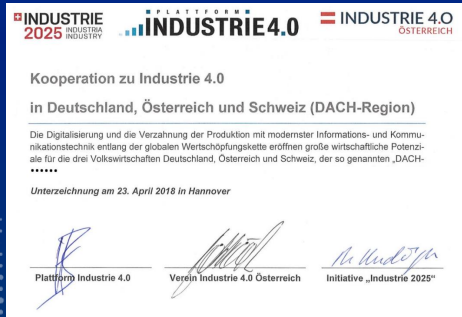 INDUSTRIE
2025 INDUSTRIA
INDUSTRY
PLATTFORM
INDUSTRIE4.0
INDUSTRIE 4.0
ÖSTERREICH
Kooperation zu Industrie 4.0
in Deutschland, Österreich und Schweiz (DACH-Region)
Die Digitalisierung und die Verzahnung der Produktion mit modernster Informations- und Kommu-
nikationstechnik entlang der globalen Wertschöpfungskette eröffnen große wirtschaftliche Potenzi-
ale für die drei Volkswirtschaften Deutschland, Österreich und Schweiz, der so genannten „DACH-
••••••
Unterzeichnung am 23. April 2018 in Hannover
Plattform Industrie 4.0
Verein Industrie 4.0 Österreich
Initiative „Industrie 2025“